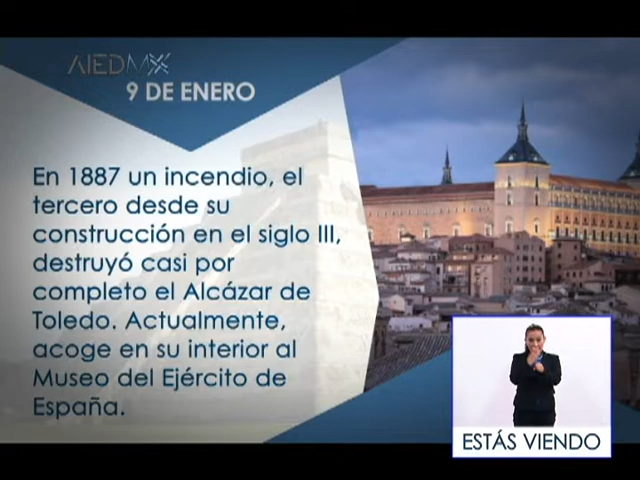 AIEDMX
9 DE ENERO
En 1887 un incendio, el
tercero desde su
construcción en el siglo III,
destruyó casi por
completo el Alcázar de
Toledo. Actualmente,
acoge en su interior al
Museo del Ejército de
España.
ESTÁS VIENDO